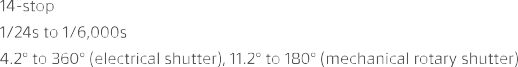 14-stop
1/24s to 1/6,000s
4.2° to 360° (electrical shutter), 11.2° to 180° (mechanical rotary shutter)